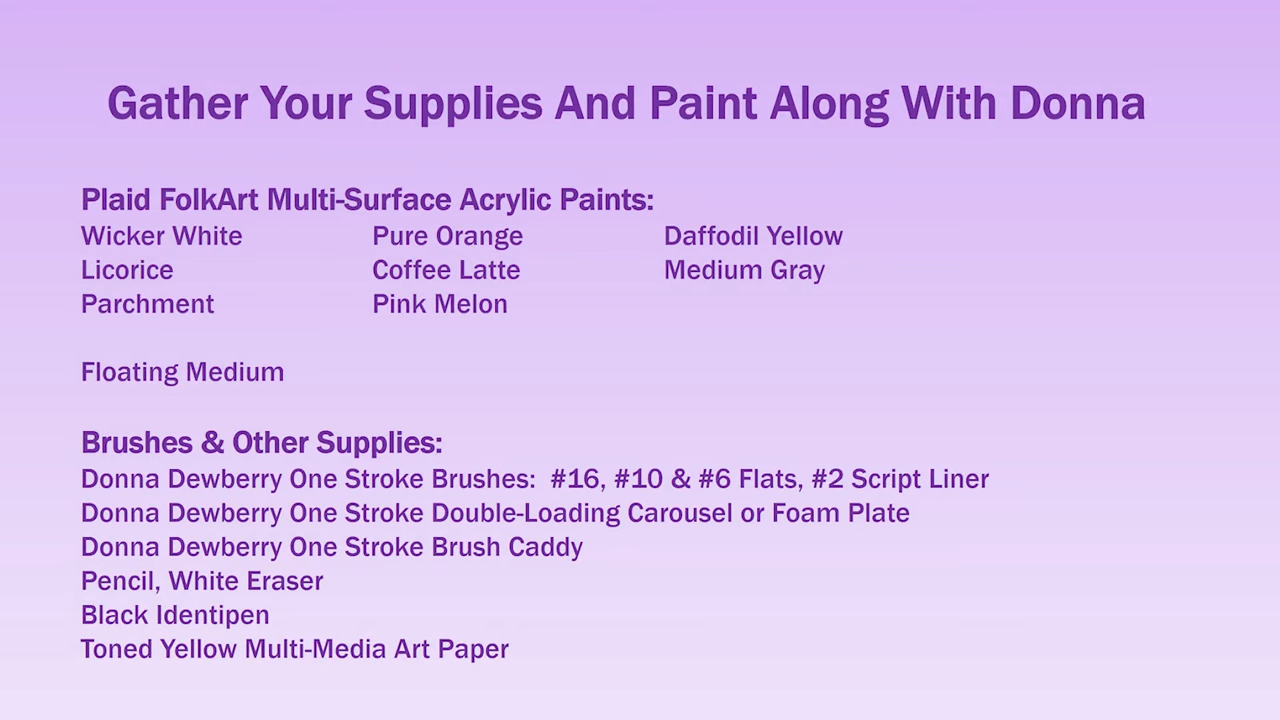 Gather Your Supplies And Paint Along With Donna
Plaid FolkArt Multi-Surface Acrylic Paints:
Wicker White Pure Orange Daffodil Yellow
Licorice Coffee Latte Medium Gray
Parchment Pink Melon
Floating Medium
Brushes & Other Supplies:
Donna Dewberry One Stroke Brushes: #16, #10 & #6 Flats, #2 Script Liner
Donna Dewberry One Stroke Double-Loading Carousel or Foam Plate
Donna Dewberry One Stroke Brush Caddy
Pencil, White Eraser
Black Identipen
Toned Yellow Multi-Media Art Paper